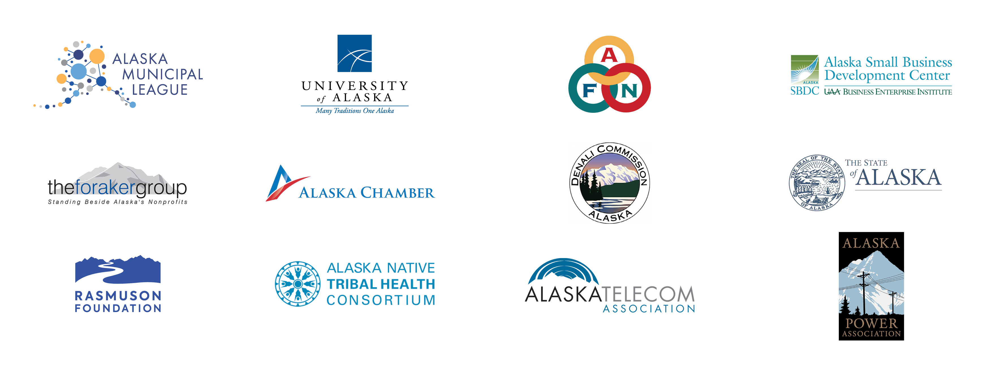 ALASKA
MUNICIPAL
LEAGUE
UNIVERSITY
of ALASKA
Many Traditions One Alaska
A
F N
ALASKA
SBDC
Alaska Small Business
Development Center
UAA BUSINESS ENTERPRISE INSTITUTE
theforakergroup
Standing Beside Alaska's Nonprofits
ALASKA CHAMBER
DENALI COMMISSION
ALASKA
THE SEAL OF THE STATE
OF ALASKA
THE STATE
of ALASKA
RASMUSON
FOUNDATION
ALASKA NATIVE
TRIBAL HEALTH
CONSORTIUM
ALASKATELECOM
ASSOCIATION
ALASKA
POWER
ASSOCIATION